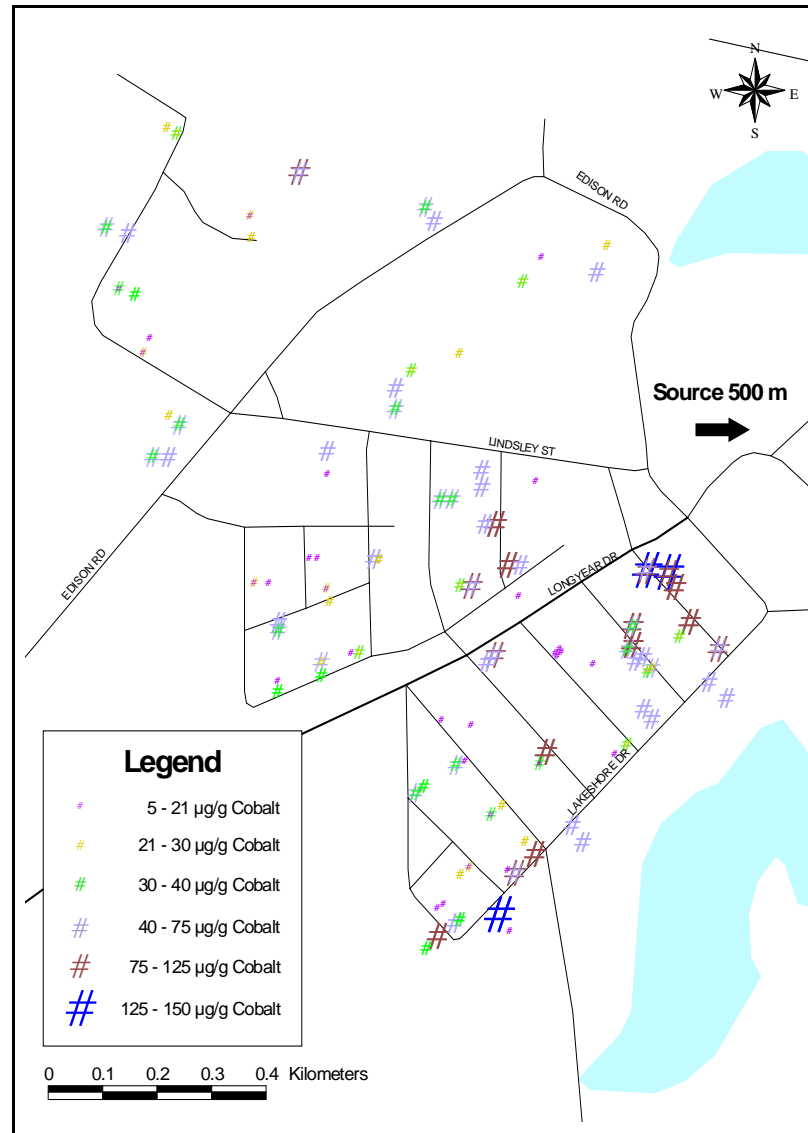 N
W E
S
EDISON RD
Source 500 m
LINDSLEY ST
EDISON RD
LONGYEAR DR
LAKESHORE DR
Legend
# 5 - 21 µg/g Cobalt
# 21 - 30 µg/g Cobalt
# 30 - 40 µg/g Cobalt
# 40 - 75 µg/g Cobalt
# 75 - 125 µg/g Cobalt
# 125 - 150 µg/g Cobalt
0 0.1 0.2 0.3 0.4 Kilometers